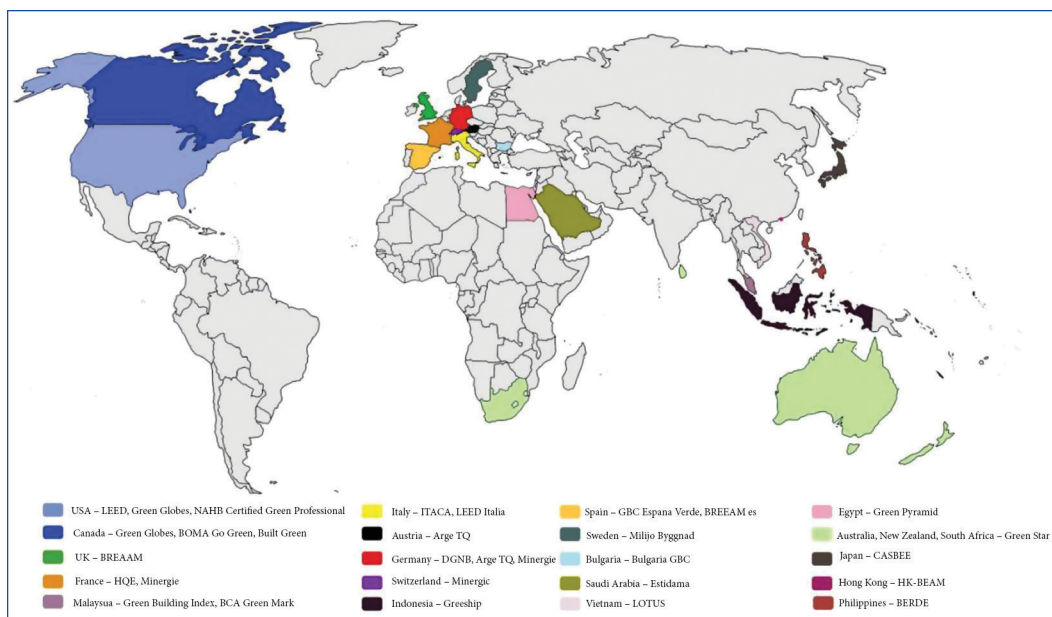 USA – LEED, Green Globes, NAHB Certified Green Professional
Canada – Green Globes, BOMA Go Green, Built Green
UK – BREAAM
France – HQE, Minergie
Malaysua – Green Building Index, BCA Green Mark
Italy – ITACA, LEED Italia
Austria – Arge TQ
Germany – DGNB, Arge TQ, Minergie
Switzerland – Minergic
Indonesia – Greeship
Spain – GBC Espana Verde, BREEAM es
Sweden – Milijo Byggnad
Bulgaria – Bulgaria GBC
Saudi Arabia – Estidama
Vietnam – LOTUS
Egypt – Green Pyramid
Australia, New Zealand, South Africa – Green Star
Japan – CASBEE
Hong Kong – HK-BEAM
Philippines – BERDE